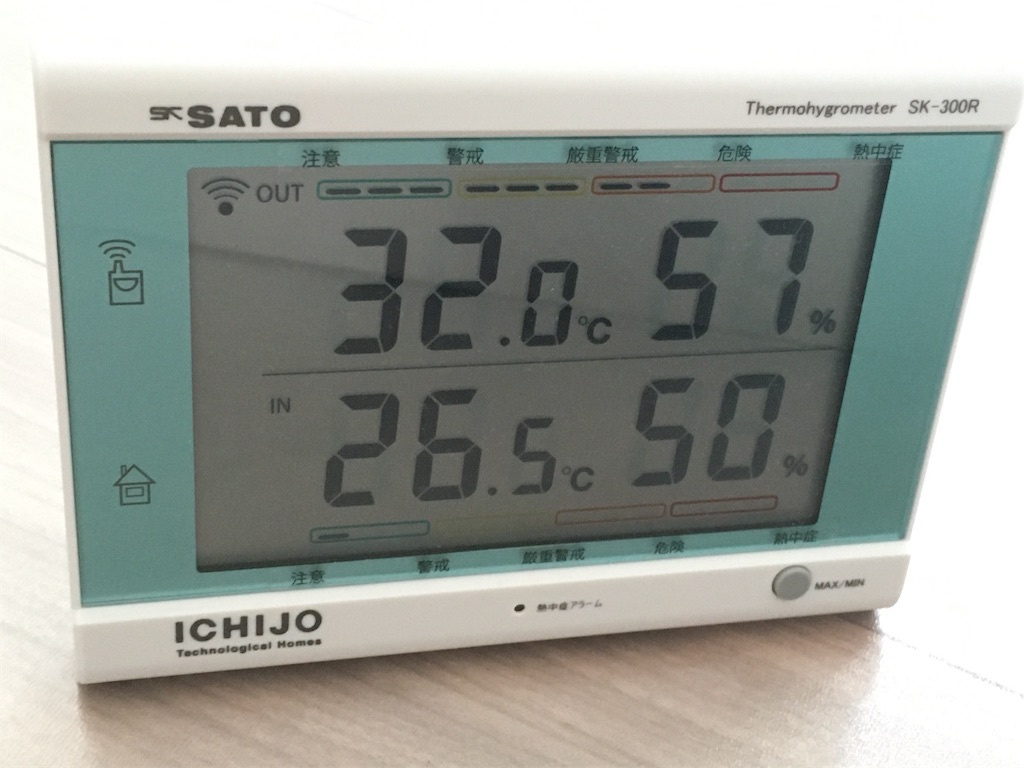 SK SATO
Thermohygrometer SK-300R
注意 警戒 厳重警戒 危険 熱中症
OUT
32.0℃ 57%
IN
26.5℃ 50%
注意 警戒 厳重警戒 危険 熱中症
MAX/MIN
熱中症アラーム
ICHIJO
Technological Homes